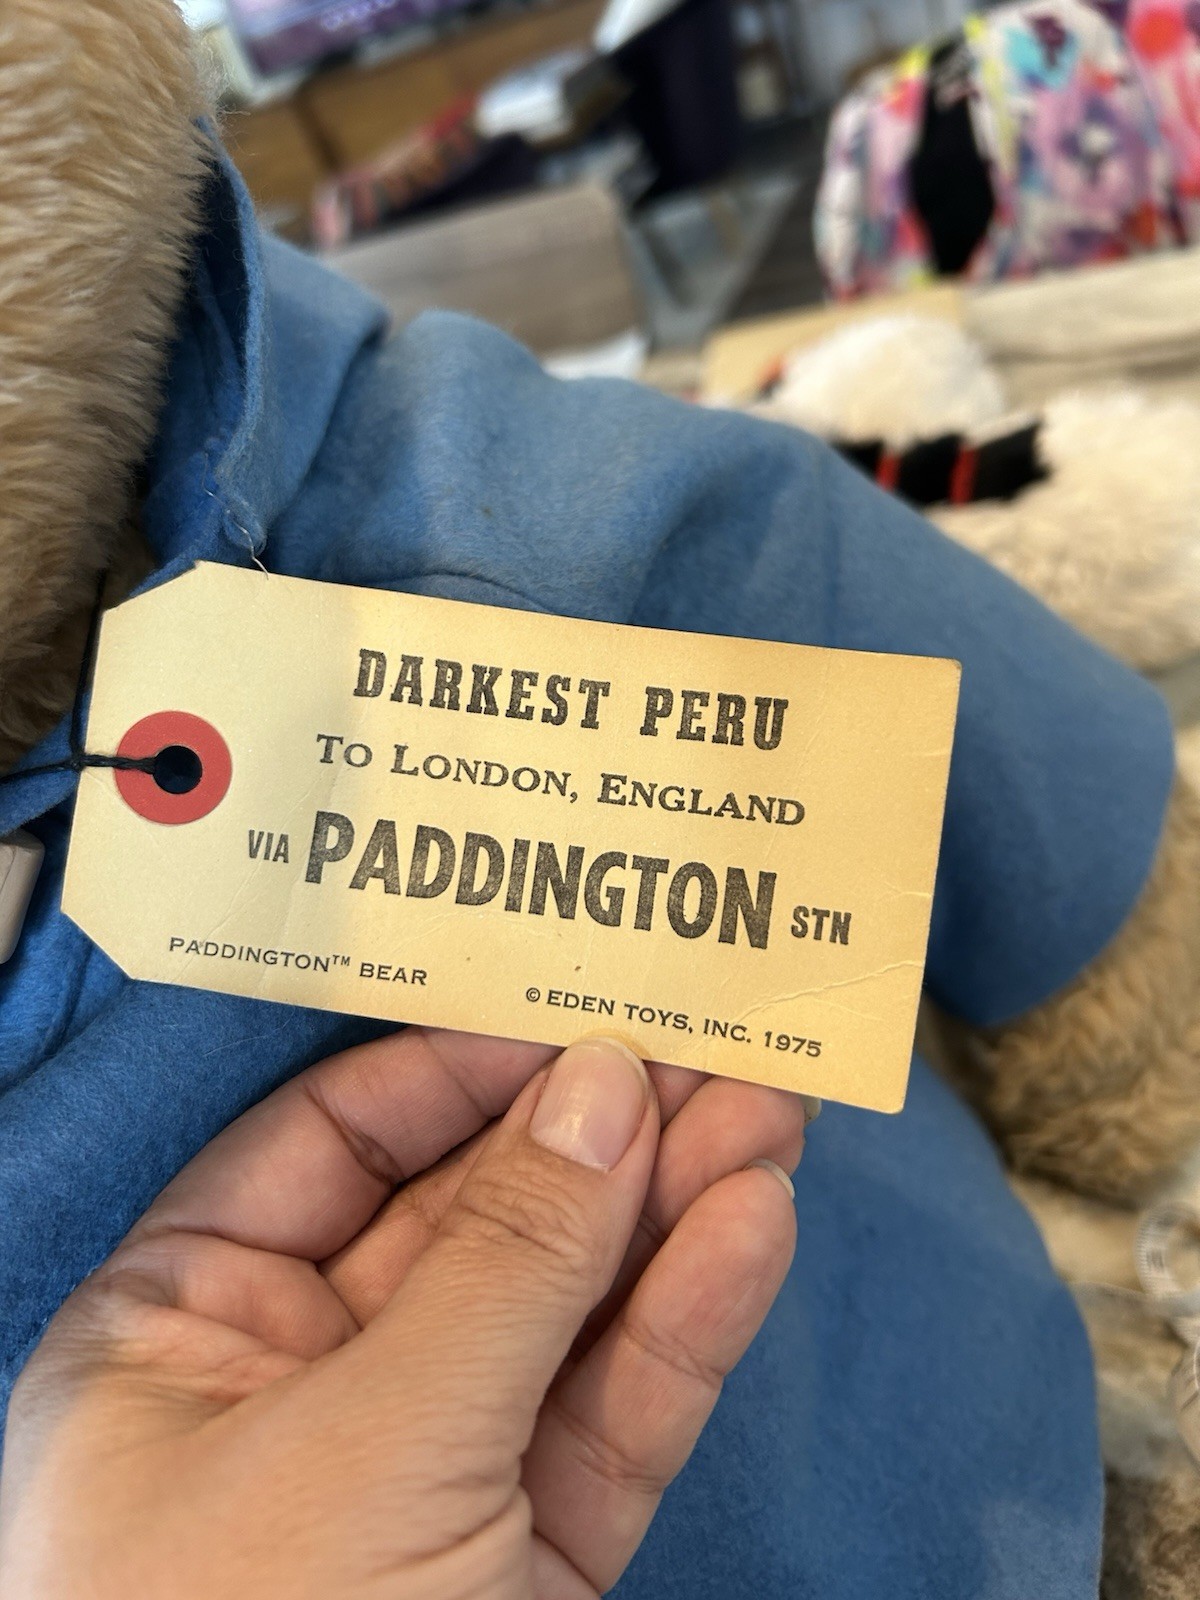 DARKEST PERU
TO LONDON, ENGLAND
VIA PADDINGTON STN
PADDINGTON™ BEAR
© EDEN TOYS, INC. 1975